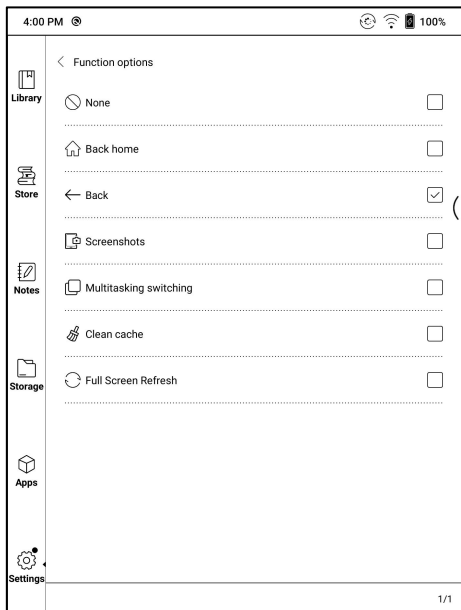 4:00 PM 100%
Function options
None
Back home
Back
Screenshots
Multitasking switching
Clean cache
Full Screen Refresh
Library
Store
Notes
Storage
Apps
Settings
1/1